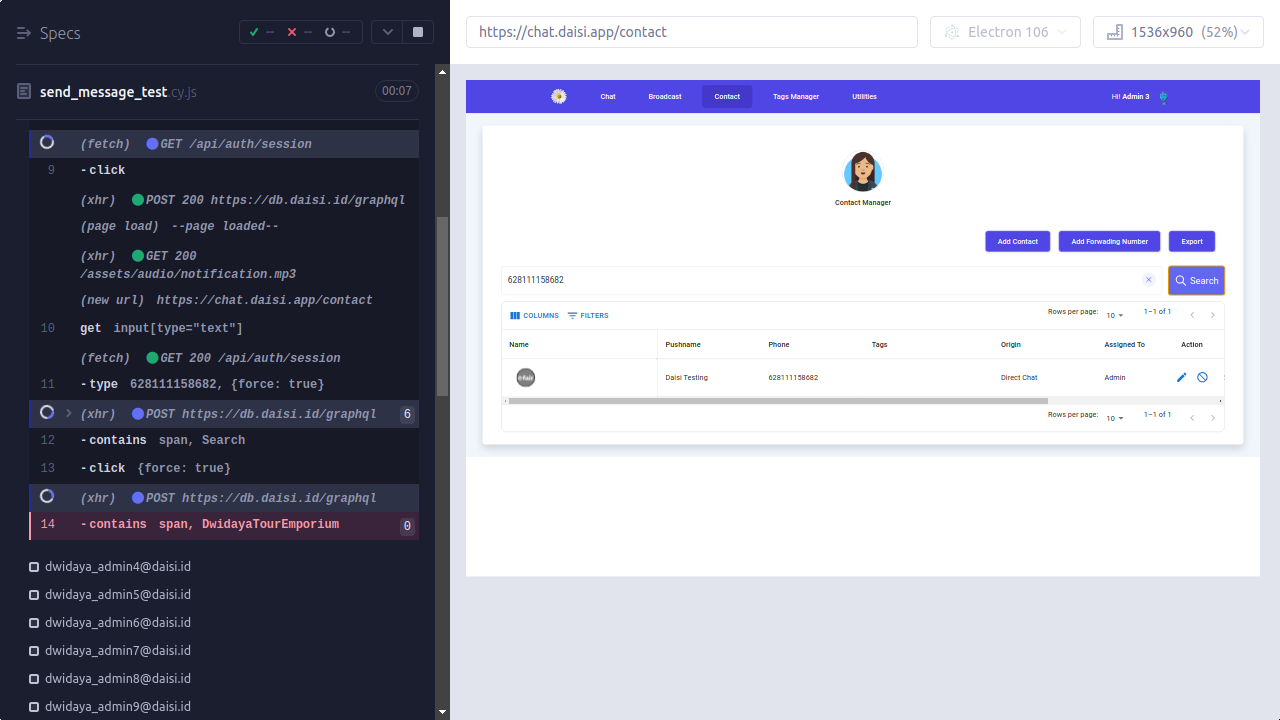 Specs
-- -- --
send_message_test.cy.js
00:07
(fetch) GET /api/auth/session
9 -click
(xhr) POST 200 https://db.daisi.id/graphql
(page load) --page loaded--
(xhr) GET 200
/assets/audio/notification.mp3
(new url) https://chat.daisi.app/contact
10 get input[type="text"]
(fetch) GET 200 /api/auth/session
11 -type 628111158682, {force: true}
(xhr) POST https://db.daisi.id/graphql 6
12 -contains span, Search
13 -click {force: true}
(xhr) POST https://db.daisi.id/graphql
14 -contains span, DwidayaTourEmporium 0
dwidaya_admin4@daisi.id
dwidaya_admin5@daisi.id
dwidaya_admin6@daisi.id
dwidaya_admin7@daisi.id
dwidaya_admin8@daisi.id
dwidaya_admin9@daisi.id
https://chat.daisi.app/contact
Electron 106
1536x960 (52%)
Chat Broadcast Contact Tags Manager Utilities
Hi! Admin 3
Contact Manager
Add Contact Add Forwading Number Export
628111158682
Search
COLUMNS FILTERS
Rows per page: 10 1–1 of 1
Name Pushname Phone Tags Origin Assigned To Action
Daisi Testing 628111158682 Direct Chat Admin
Rows per page: 10 1–1 of 1